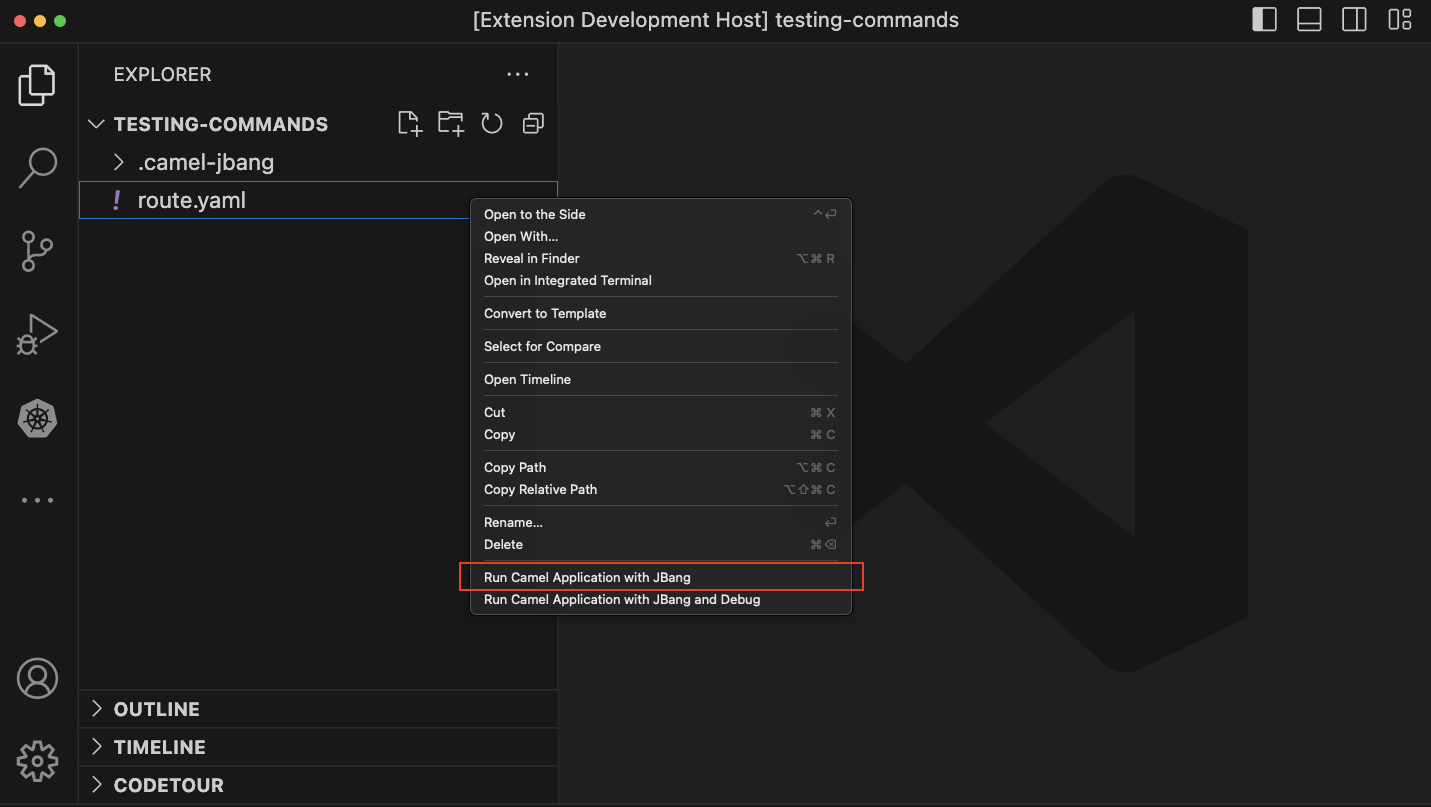 [Extension Development Host] testing-commands
EXPLORER
TESTING-COMMANDS
.camel-jbang
! route.yaml
Open to the Side ^⏎
Open With...
Reveal in Finder ⌥⌘ R
Open in Integrated Terminal
Convert to Template
Select for Compare
Open Timeline
Cut ⌘ X
Copy ⌘ C
Copy Path ⌥⌘ C
Copy Relative Path ⌥⇧⌘ C
Rename... ⏎
Delete ⌘⌫
Run Camel Application with JBang
Run Camel Application with JBang and Debug
OUTLINE
TIMELINE
CODETOUR